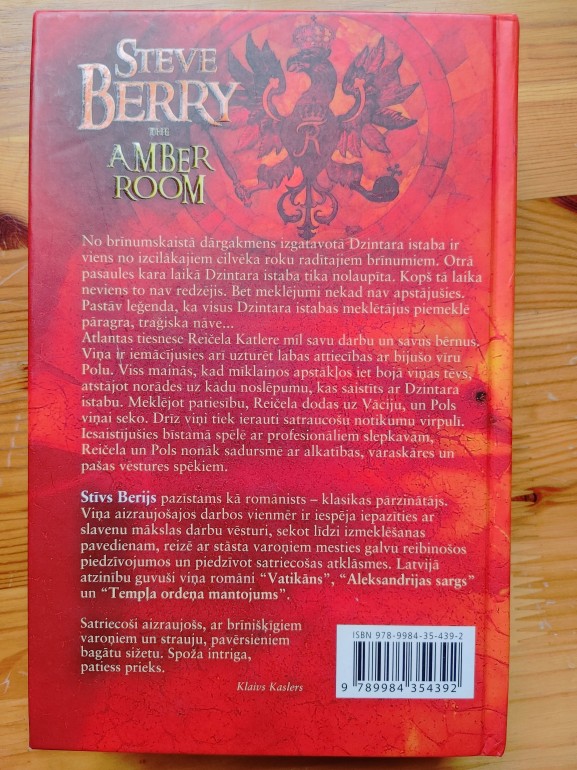 STEVE
BERRY
THE
AMBER
ROOM
No brīnumskaistā dārgakmens izgatavotā Dzintara istaba ir
viens no izcilākajiem cilvēka roku radītajiem brīnumiem. Otrā
pasaules kara laikā Dzintara istaba tika nolaupīta. Kopš tā laika
neviens to nav redzējis. Bet meklējumi nekad nav apstājušies.
Pastāv leģenda, ka visus Dzintara istabas meklētājus piemeklē
pāragra, traģiska nāve...
Atlantas tiesnese Reičela Katlere mīl savu darbu un savus bērnus.
Viņa ir iemācījusies arī uzturēt labas attiecības ar bijušo vīru
Polu. Viss mainās, kad mīklainos apstākļos iet bojā viņas tēvs,
atstājot norādes uz kādu noslēpumu, kas saistīts ar Dzintara
istabu. Meklējot patiesību, Reičela dodas uz Vāciju, un Pols
viņai seko. Drīz viņi tiek ierauti satraucošu notikumu virpulī.
Iesaistījušies bīstamā spēlē ar profesionāliem slepkavām,
Reičela un Pols nonāk sadursmē ar alkatības, varaskāres un
pašas vēstures spēkiem.
Stīvs Berijs pazīstams kā romānists – klasikas pārzinātājs.
Viņa aizraujošajos darbos vienmēr ir iespēja iepazīties ar
slavenu mākslas darbu vēsturi, sekot līdzi izmeklēšanas
pavedienam, reizē ar stāsta varoņiem mesties galvu reibinošos
piedzīvojumos un piedzīvot satriecošas atklāsmes. Latvijā
atzinību guvuši viņa romāni “Vatikāns”, “Aleksandrijas sargs”
un “Tempļa ordeņa mantojums”.
Satriecoši aizraujošs, ar brīnišķīgiem
varoņiem un strauju, pavērsieniem
bagātu sižetu. Spoža intriga,
patiess prieks.
Klaivs Kaslers
ISBN 978-9984-35-439-2
9 789984 354392